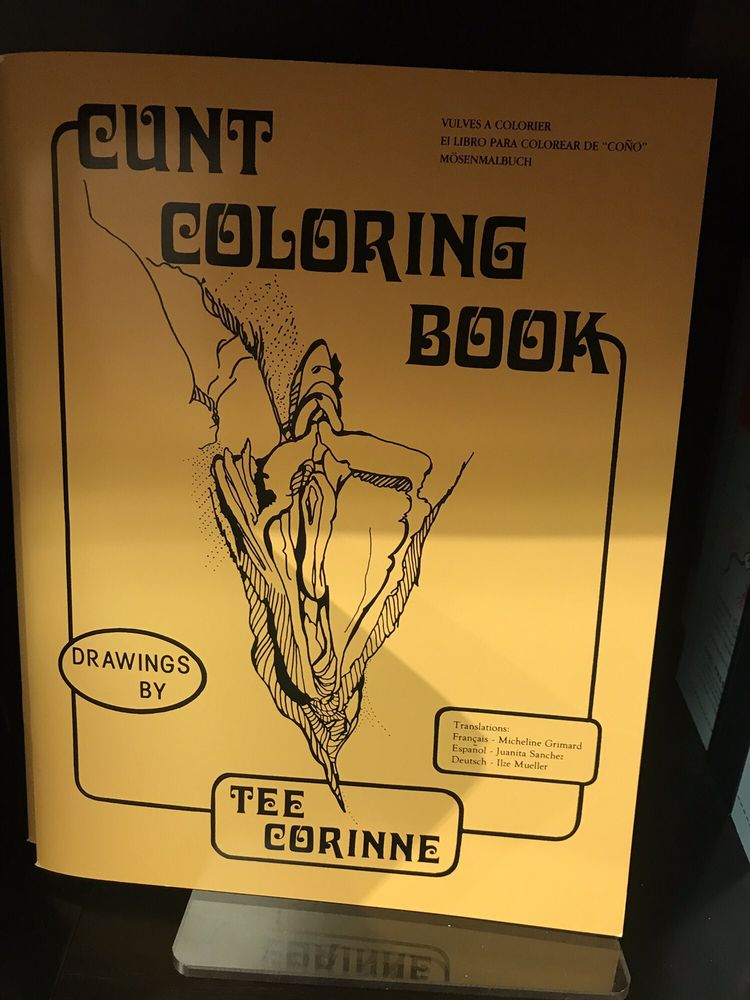 CUNT
COLORING
BOOK
VULVES A COLORIER
El LIBRO PARA COLOREAR DE “COÑO”
MÖSENMALBUCH
DRAWINGS
BY
Translations:
Français - Micheline Grimard
Español - Juanita Sanchez
Deutsch - Ilze Mueller
TEE
CORINNE